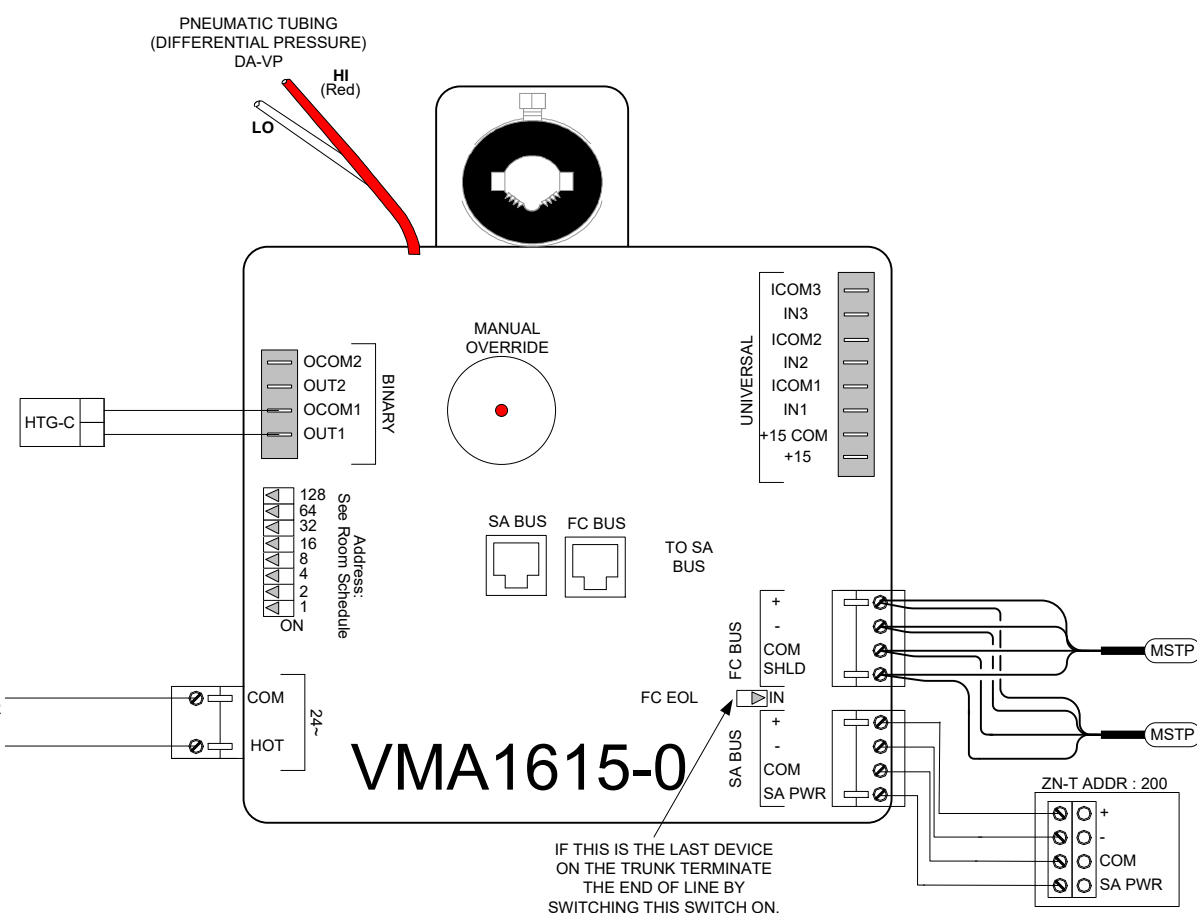 PNEUMATIC TUBING
(DIFFERENTIAL PRESSURE)
DA-VP
HI
(Red)
LO
MANUAL
OVERRIDE
OCOM2
OUT2
OCOM1
OUT1
BINARY
HTG-C
UNIVERSAL
ICOM3
IN3
ICOM2
IN2
ICOM1
IN1
+15 COM
+15
128
64
32
16
8
4
2
1
ON
Address:
See Room Schedule
SA BUS
FC BUS
TO SA
BUS
FC BUS
+
-
COM
SHLD
MSTP
MSTP
FC EOL
IN
SA BUS
+
-
COM
SA PWR
COM
HOT
24~
VMA1615-0
ZN-T ADDR : 200
+
-
COM
SA PWR
IF THIS IS THE LAST DEVICE
ON THE TRUNK TERMINATE
THE END OF LINE BY
SWITCHING THIS SWITCH ON.